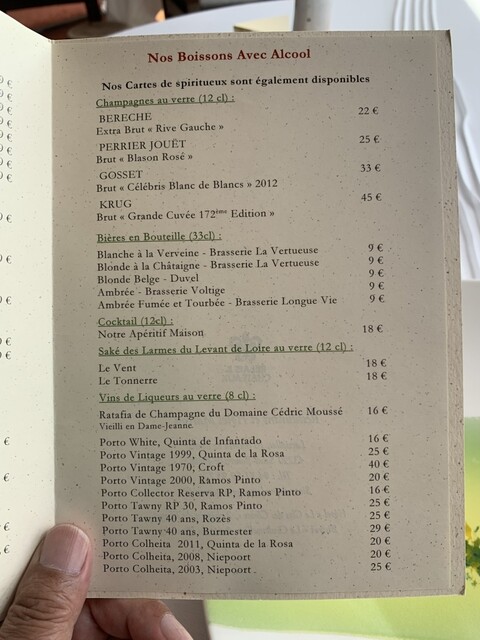 Nos Boissons Avec Alcool
Nos Cartes de spiritueux sont également disponibles
Champagnes au verre (12 cl) :
BERECHE 22 €
Extra Brut « Rive Gauche »
PERRIER JOUËT 25 €
Brut « Blason Rosé »
GOSSET 33 €
Brut « Célébris Blanc de Blancs » 2012
KRUG 45 €
Brut « Grande Cuvée 172ème Edition »
Bières en Bouteille (33cl) :
Blanche à la Verveine - Brasserie La Vertueuse 9 €
Blonde à la Châtaigne - Brasserie La Vertueuse 9 €
Blonde Belge - Duvel 9 €
Ambrée - Brasserie Voltige 9 €
Ambrée Fumée et Tourbée - Brasserie Longue Vie 9 €
Cocktail (12cl) :
Notre Apéritif Maison 18 €
Saké des Larmes du Levant de Loire au verre (12 cl) :
Le Vent 18 €
Le Tonnerre 18 €
Vins de Liqueurs au verre (8 cl) :
Ratafia de Champagne du Domaine Cédric Moussé 16 €
Vieilli en Dame-Jeanne.
Porto White, Quinta de Infantado 16 €
Porto Vintage 1999, Quinta de la Rosa 25 €
Porto Vintage 1970, Croft 40 €
Porto Vintage 2000, Ramos Pinto 20 €
Porto Collector Reserva RP, Ramos Pinto 16 €
Porto Tawny RP 30, Ramos Pinto 25 €
Porto Tawny 40 ans, Rozès 25 €
Porto Tawny 40 ans, Burmester 29 €
Porto Colheita 2011, Quinta de la Rosa 20 €
Porto Colheita, 2008, Niepoort 20 €
Porto Colheita, 2003, Niepoort 25 €